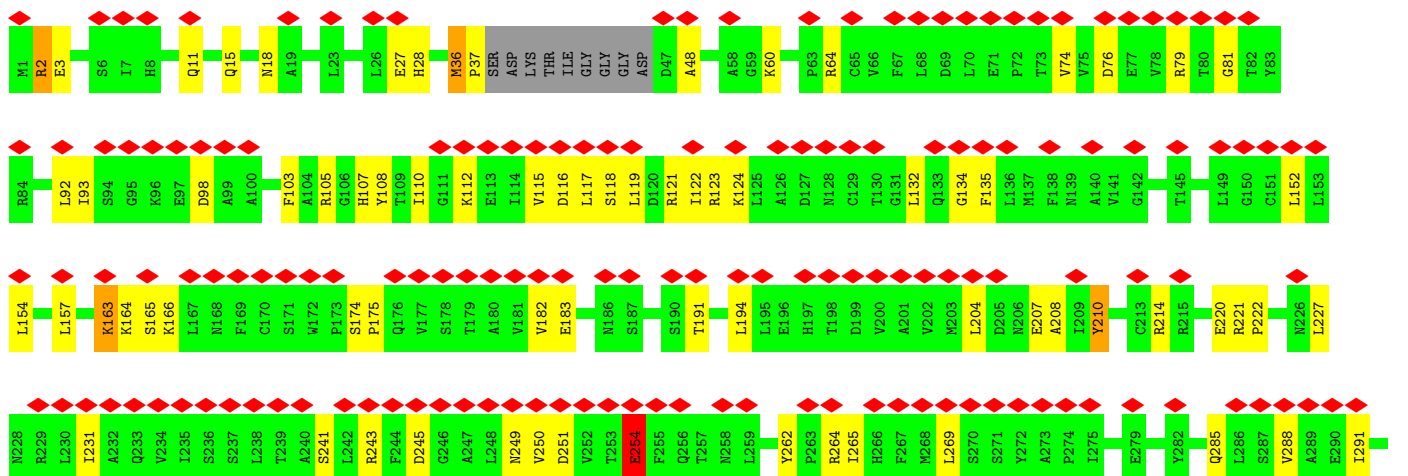 M1 R2 E3 S6 I7 H8 Q11 Q15 N18 A19 L23 L26 E27 H28 M36 P37 SER ASP LYS THR ILE GLY GLY GLY ASP D47 A48 A58 G59 K60 P63 R64 C65 V66 F67 L68 D69 L70 E71 P72 T73 V74 V75 D76 E77 V78 R79 T80 G81 T82 Y83
R84 L92 I93 S94 G95 K96 E97 D98 A99 A100 F103 A104 R105 G106 H107 Y108 T109 I110 G111 K112 E113 I114 V115 D116 L117 S118 L119 D120 R121 I122 R123 K124 L125 A126 D127 N128 C129 T130 G131 L132 Q133 G134 F135 L136 M137 F138 N139 A140 V141 G142 T145 L149 G150 C151 L152 L153
L154 L157 K163 K164 S165 K166 L167 N168 F169 C170 S171 W172 P173 S174 P175 Q176 V177 S178 T179 A180 V181 V182 E183 N186 S187 S190 T191 L194 L195 E196 H197 T198 D199 V200 A201 V202 M203 L204 D205 N206 E207 A208 I209 Y210 C213 R214 R215 E220 R221 P222 N226 L227
N228 R229 L230 I231 A232 Q233 V234 I235 S236 S237 L238 T239 A240 S241 L242 R243 F244 D245 G246 A247 L248 N249 V250 D251 V252 T253 E254 F255 Q256 T257 N258 L259 Y262 P263 R264 I265 H266 F267 M268 L269 S270 S271 Y272 A273 P274 I275 E279 Y282 Q285 L286 S287 V288 A289 E290 I291